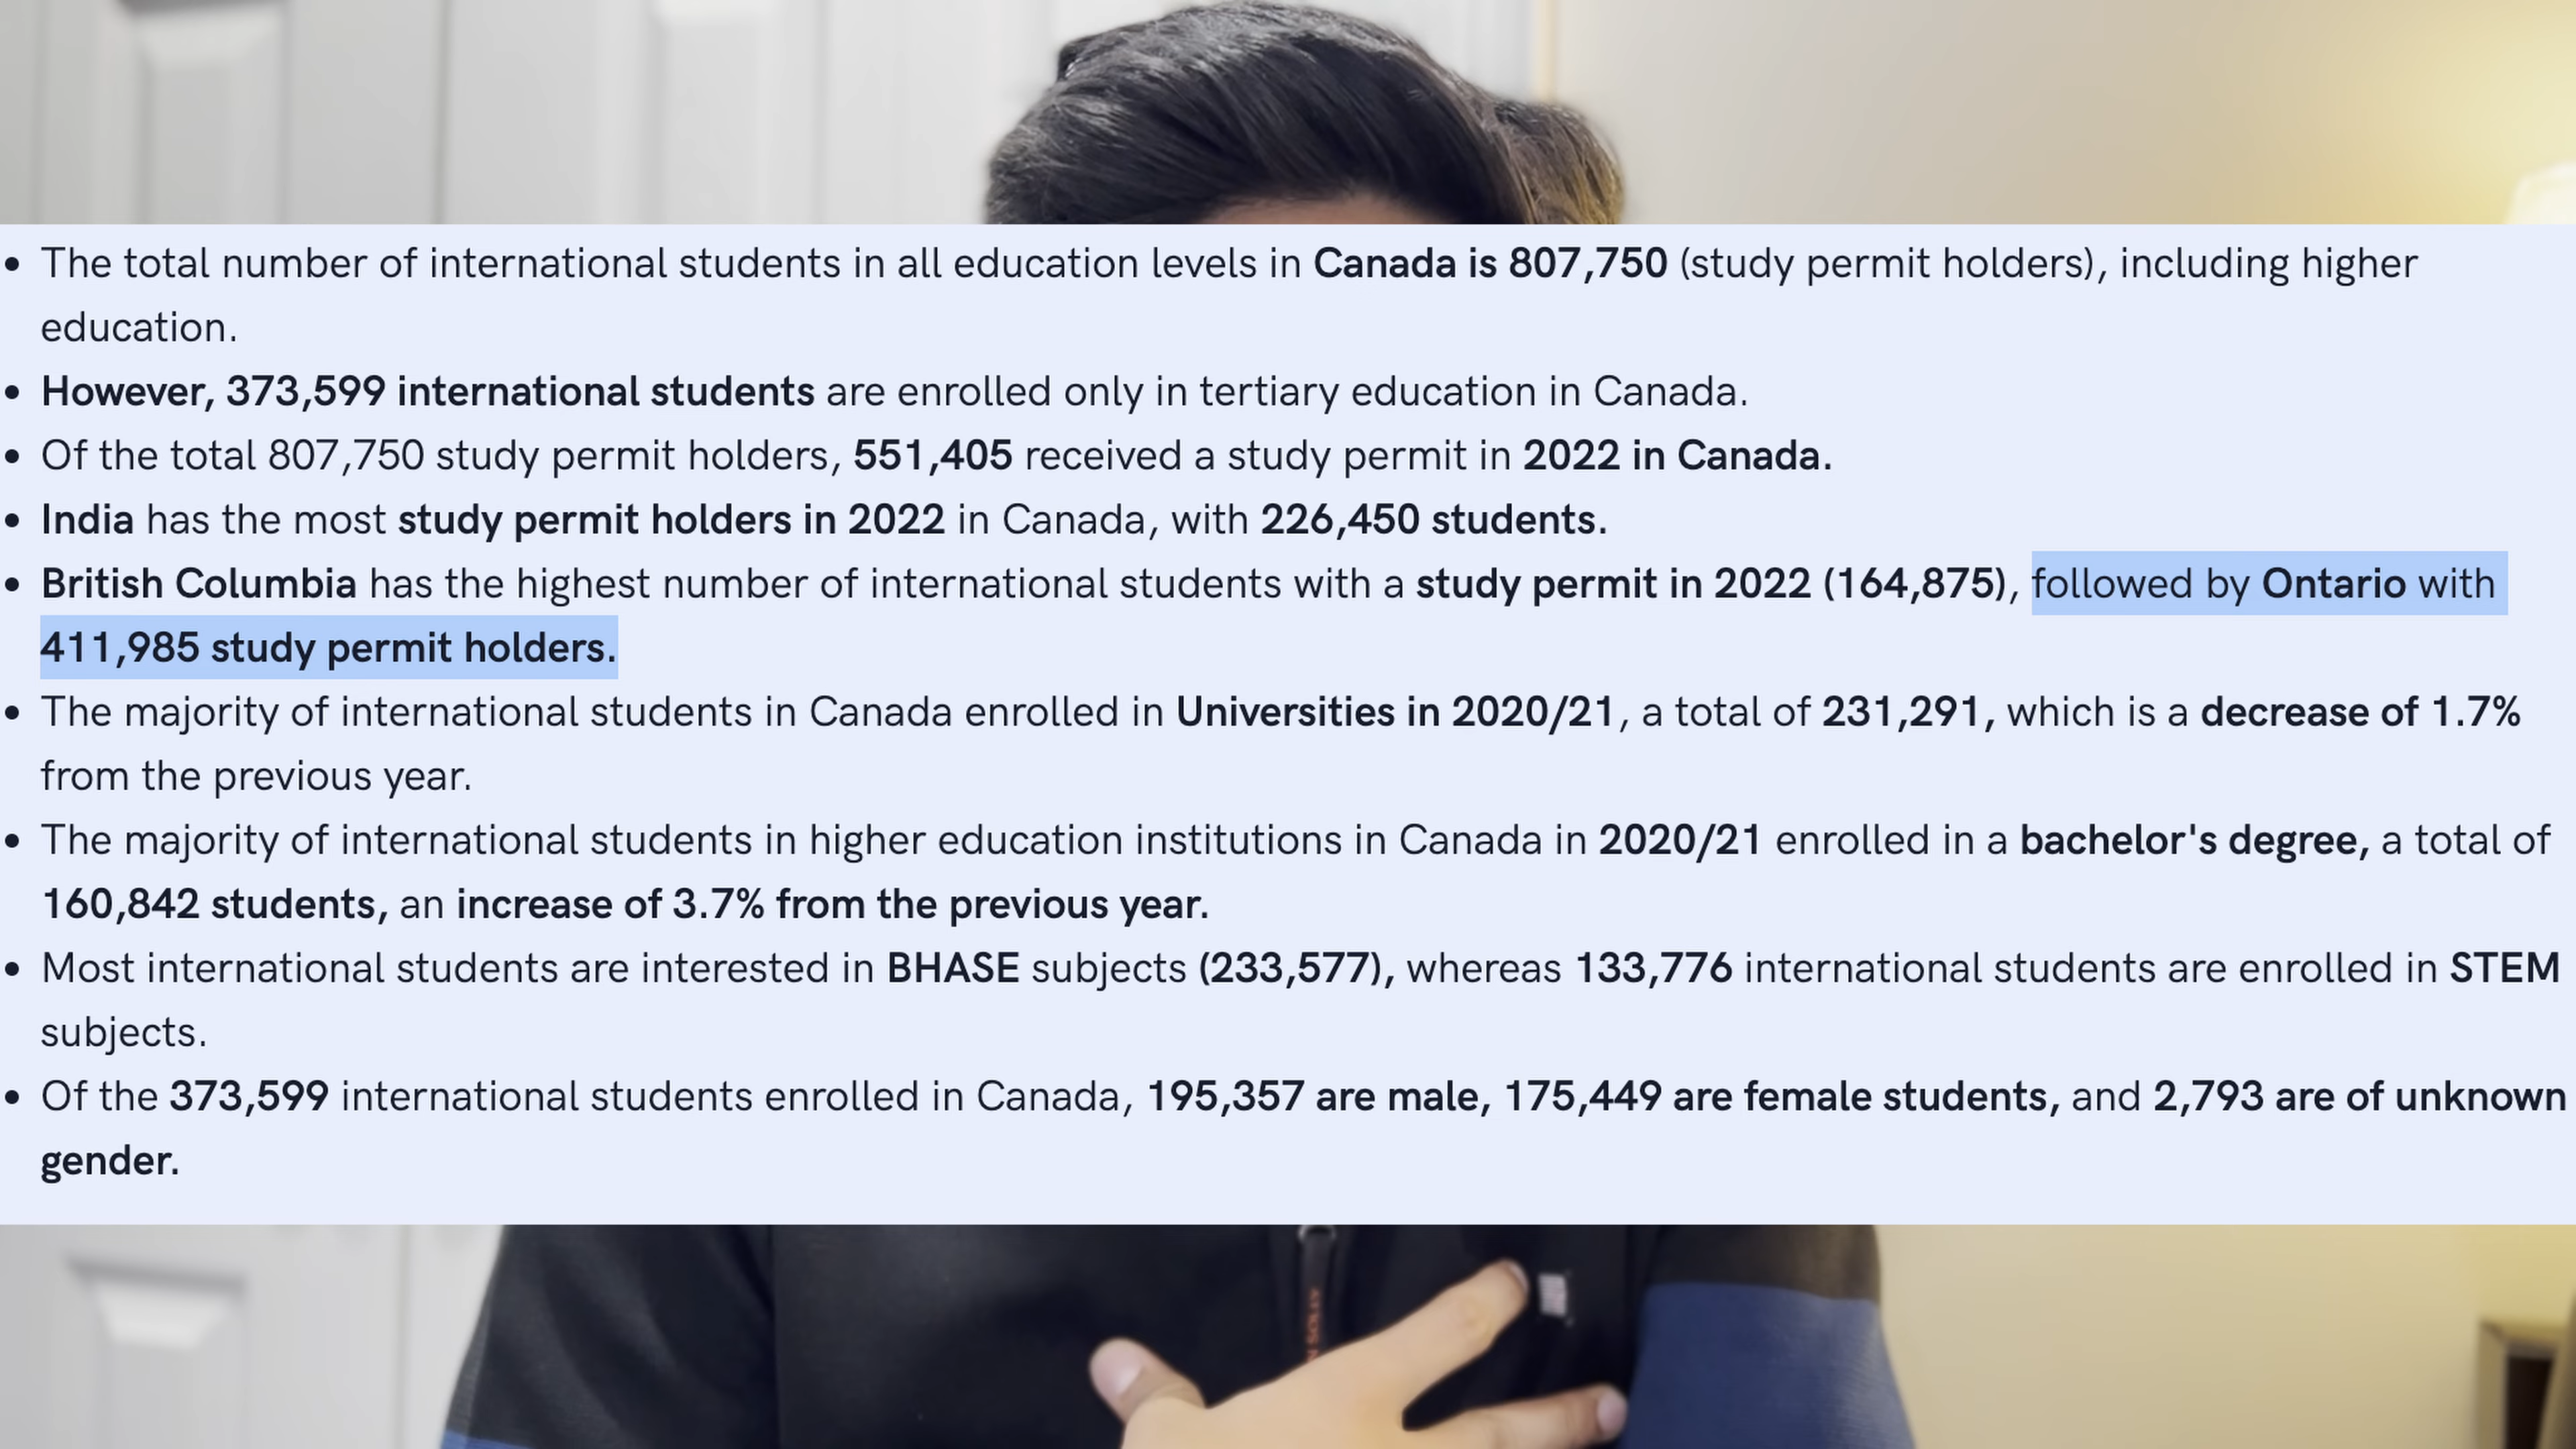 • The total number of international students in all education levels in Canada is 807,750 (study permit holders), including higher
education.
• However, 373,599 international students are enrolled only in tertiary education in Canada.
• Of the total 807,750 study permit holders, 551,405 received a study permit in 2022 in Canada.
• India has the most study permit holders in 2022 in Canada, with 226,450 students.
• British Columbia has the highest number of international students with a study permit in 2022 (164,875), followed by Ontario with
411,985 study permit holders.
• The majority of international students in Canada enrolled in Universities in 2020/21, a total of 231,291, which is a decrease of 1.7%
from the previous year.
• The majority of international students in higher education institutions in Canada in 2020/21 enrolled in a bachelor's degree, a total of
160,842 students, an increase of 3.7% from the previous year.
• Most international students are interested in BHASE subjects (233,577), whereas 133,776 international students are enrolled in STEM
subjects.
• Of the 373,599 international students enrolled in Canada, 195,357 are male, 175,449 are female students, and 2,793 are of unknown
gender.